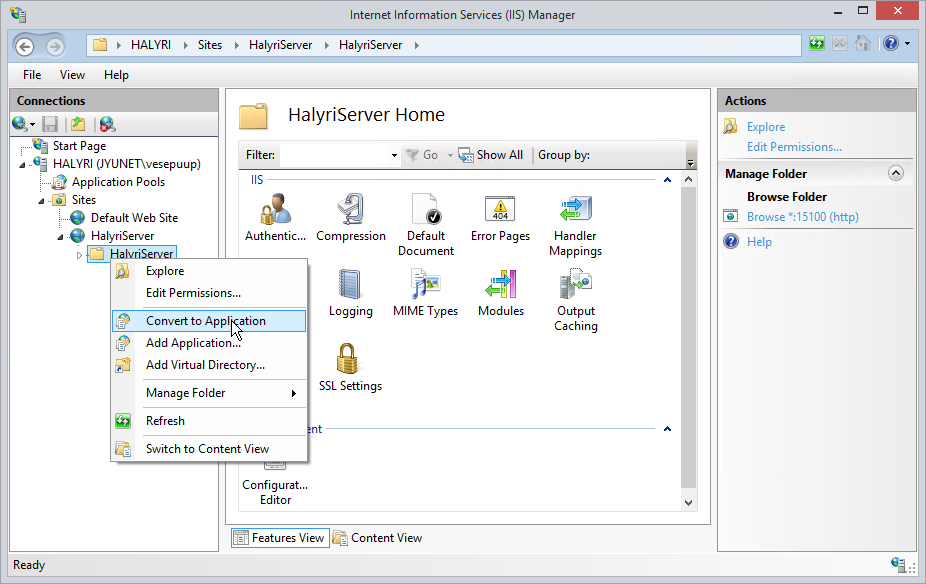 Internet Information Services (IIS) Manager
HALYRI Sites HalyriServer HalyriServer
File View Help
Connections
Start Page
HALYRI (JYUNET\vesepuup)
Application Pools
Sites
Default Web Site
HalyriServer
HalyriServer
Explore
Edit Permissions...
Convert to Application
Add Application...
Add Virtual Directory...
Manage Folder
Refresh
Switch to Content View
HalyriServer Home
Filter: Go Show All Group by:
IIS
Authentic... Compression Default Document Error Pages Handler Mappings
Logging MIME Types Modules Output Caching
SSL Settings
ent
Configurat... Editor
Features View Content View
Actions
Explore
Edit Permissions...
Manage Folder
Browse Folder
Browse *:15100 (http)
Help
Ready